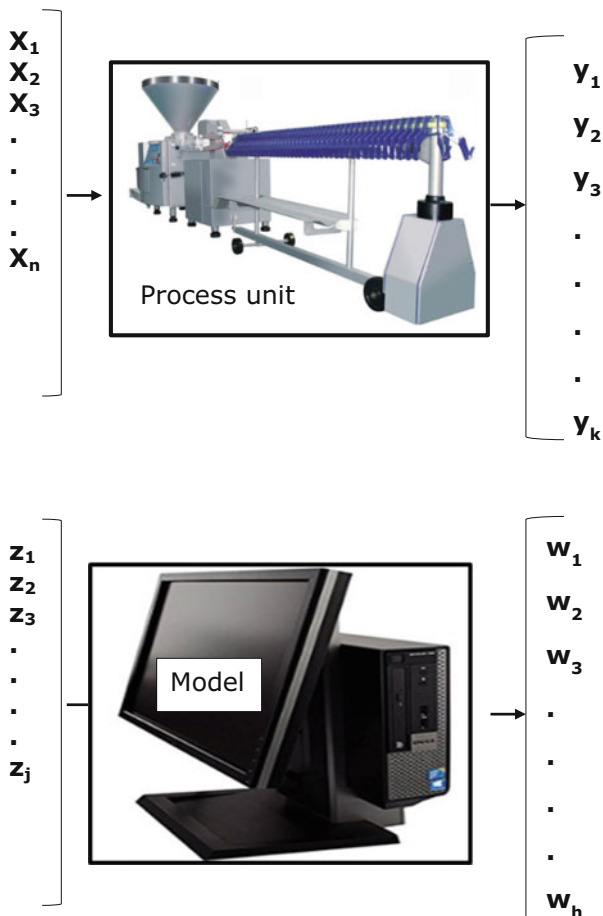 X₁
X₂
X₃
.
.
.
.
Xₙ
Process unit
y₁
y₂
y₃
.
.
.
.
yₖ
z₁
z₂
z₃
.
.
.
.
zⱼ
Model
w₁
w₂
w₃
.
.
.
.
wₕ